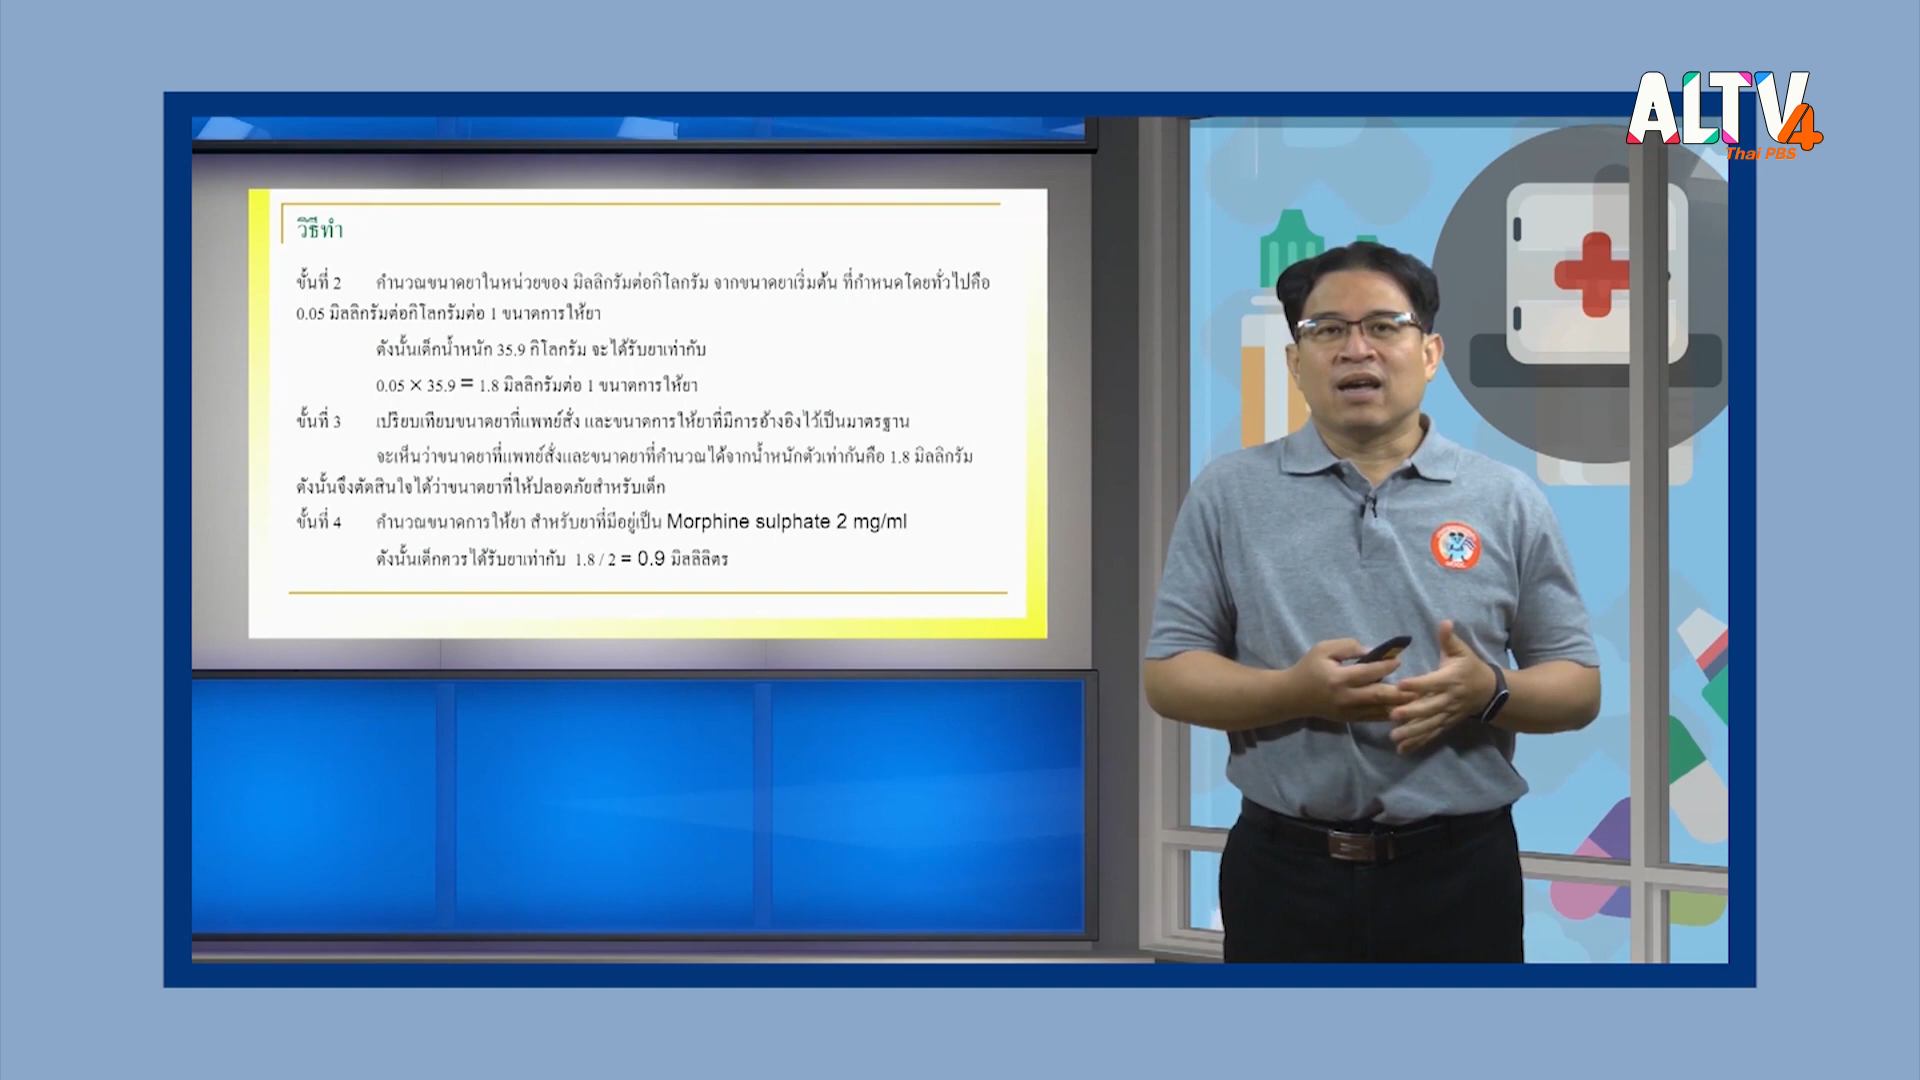 ALTV4
Thai PBS
วิธีทำ
ขั้นที่ 2 คำนวณขนาดยาในหน่วยของ มิลลิกรัมต่อกิโลกรัม จากขนาดยาเริ่มต้น ที่กำหนดโดยทั่วไปคือ
0.05 มิลลิกรัมต่อกิโลกรัมต่อ 1 ขนาดการให้ยา
ดังนั้นเด็กน้ำหนัก 35.9 กิโลกรัม จะได้รับยาเท่ากับ
0.05 × 35.9 = 1.8 มิลลิกรัมต่อ 1 ขนาดการให้ยา
ขั้นที่ 3 เปรียบเทียบขนาดยาที่แพทย์สั่ง และขนาดการให้ยาที่มีการอ้างอิงไว้เป็นมาตรฐาน
จะเห็นว่าขนาดยาที่แพทย์สั่งและขนาดยาที่คำนวณได้จากน้ำหนักตัวเท่ากันคือ 1.8 มิลลิกรัม
ดังนั้นจึงตัดสินใจได้ว่าขนาดยาที่ให้ปลอดภัยสำหรับเด็ก
ขั้นที่ 4 คำนวณขนาดการให้ยา สำหรับยาที่มีอยู่เป็น Morphine sulphate 2 mg/ml
ดังนั้นเด็กควรได้รับยาเท่ากับ 1.8 / 2 = 0.9 มิลลิลิตร